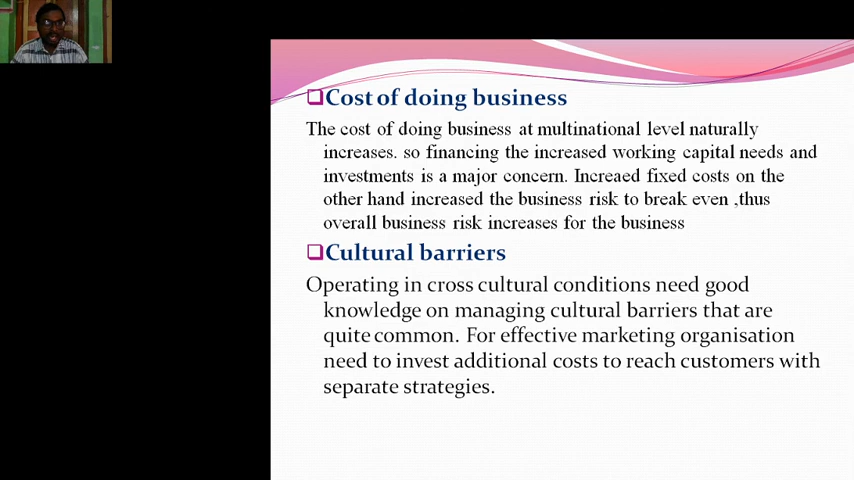 Cost of doing business
The cost of doing business at multinational level naturally
increases. so financing the increased working capital needs and
investments is a major concern. Increaed fixed costs on the
other hand increased the business risk to break even ,thus
overall business risk increases for the business
Cultural barriers
Operating in cross cultural conditions need good
knowledge on managing cultural barriers that are
quite common. For effective marketing organisation
need to invest additional costs to reach customers with
separate strategies.